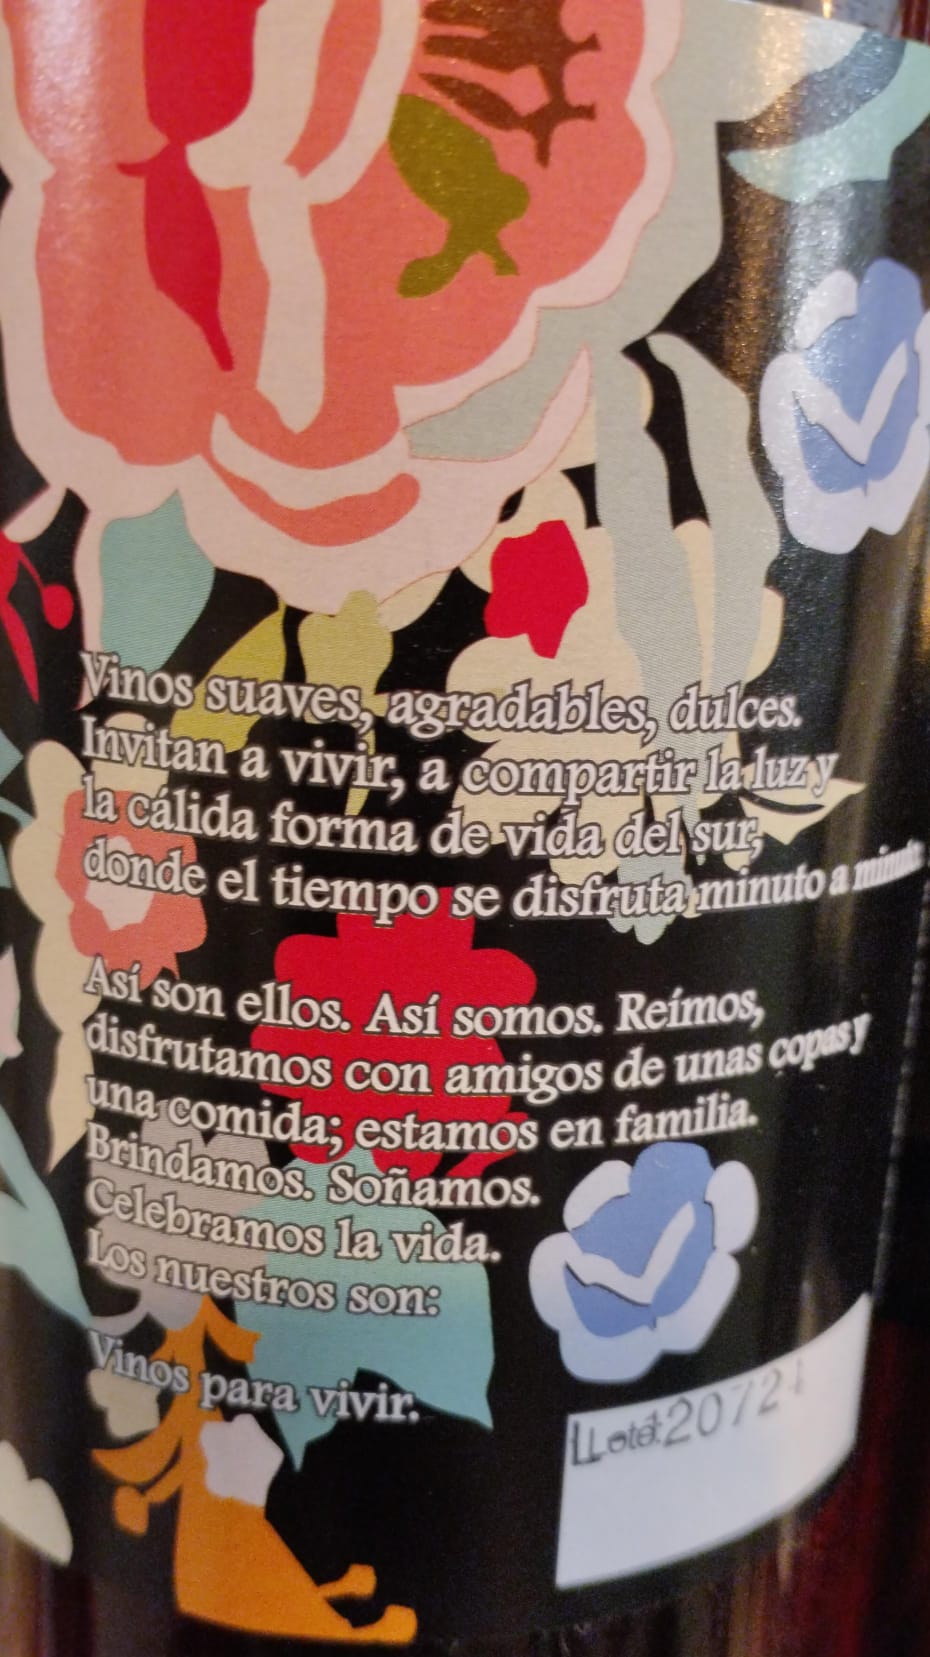 Vinos suaves, agradables, dulces.
Invitan a vivir, a compartir la luz y
la cálida forma de vida del sur,
donde el tiempo se disfruta minuto a minuto
Así son ellos. Así somos. Reímos,
disfrutamos con amigos de unas copas y
una comida; estamos en familia.
Brindamos. Soñamos.
Celebramos la vida.
Los nuestros son:
Vinos para vivir.
20724